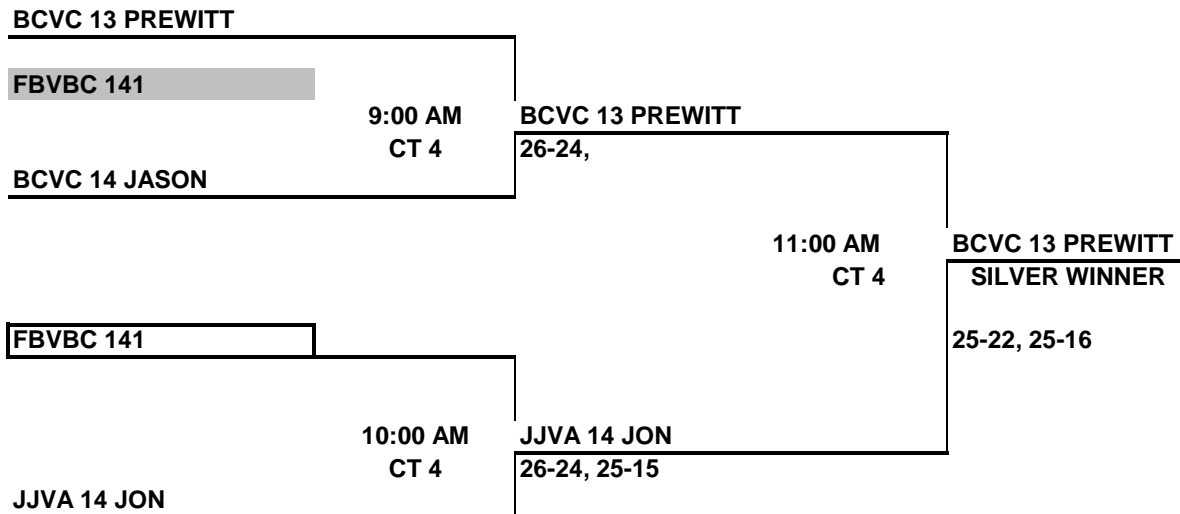 BCVC 13 PREWITT
FBVBC 141
9:00 AM BCVC 13 PREWITT
CT 4 26-24,
BCVC 14 JASON
11:00 AM BCVC 13 PREWITT
CT 4 SILVER WINNER
FBVBC 141 25-22, 25-16
10:00 AM JJVA 14 JON
CT 4 26-24, 25-15
JJVA 14 JON